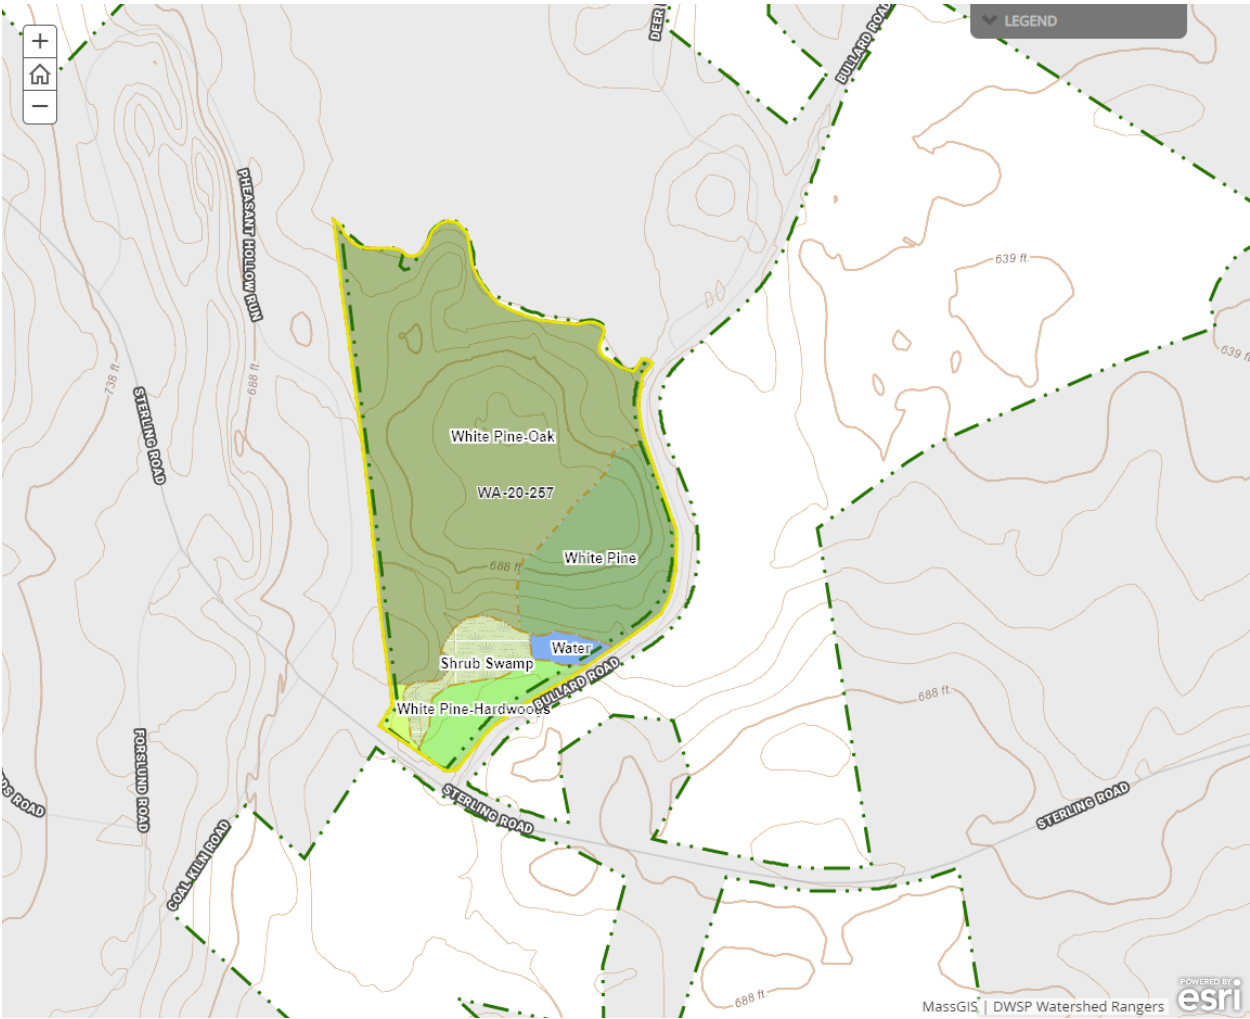 +
−
LEGEND
DEER
BULLARD ROAD
PHEASANT HOLLOW RUN
639 ft
639 ft
738 ft
688 ft
STERLING ROAD
White Pine-Oak
WA-20-257
White Pine
688 ft
Water
Shrub Swamp
BULLARD ROAD
White Pine-Hardwoods
688 ft
FORSLUND ROAD
STERLING ROAD
STERLING ROAD
COAL KILN ROAD
ROAD
688 ft
MassGIS | DWSP Watershed Rangers
POWERED BY
esri